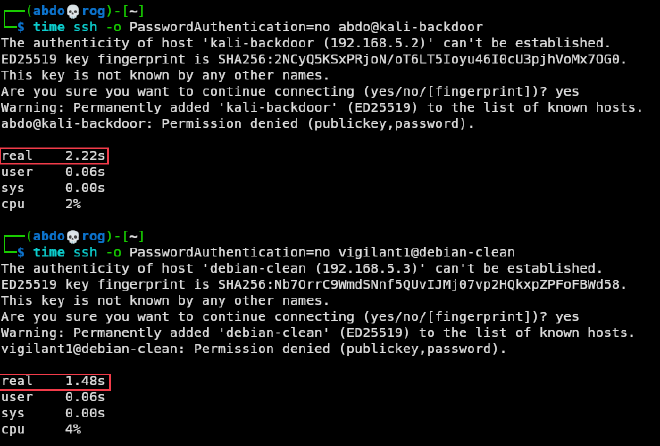 ┌──(abdo💀rog)-[~]
└─$ time ssh -o PasswordAuthentication=no abdo@kali-backdoor
The authenticity of host 'kali-backdoor (192.168.5.2)' can't be established.
ED25519 key fingerprint is SHA256:2NCyQ5KSxPRjoN/oT6LT5Ioyu46I0cU3pjhVoMx7OG0.
This key is not known by any other names.
Are you sure you want to continue connecting (yes/no/[fingerprint])? yes
Warning: Permanently added 'kali-backdoor' (ED25519) to the list of known hosts.
abdo@kali-backdoor: Permission denied (publickey,password).
real    2.22s
user    0.06s
sys     0.00s
cpu     2%
┌──(abdo💀rog)-[~]
└─$ time ssh -o PasswordAuthentication=no vigilant1@debian-clean
The authenticity of host 'debian-clean (192.168.5.3)' can't be established.
ED25519 key fingerprint is SHA256:Nb7OrrC9WmdSNnf5QUvIJMj07vp2HQkxpZPFoFBWd58.
This key is not known by any other names.
Are you sure you want to continue connecting (yes/no/[fingerprint])? yes
Warning: Permanently added 'debian-clean' (ED25519) to the list of known hosts.
vigilant1@debian-clean: Permission denied (publickey,password).
real    1.48s
user    0.06s
sys     0.00s
cpu     4%